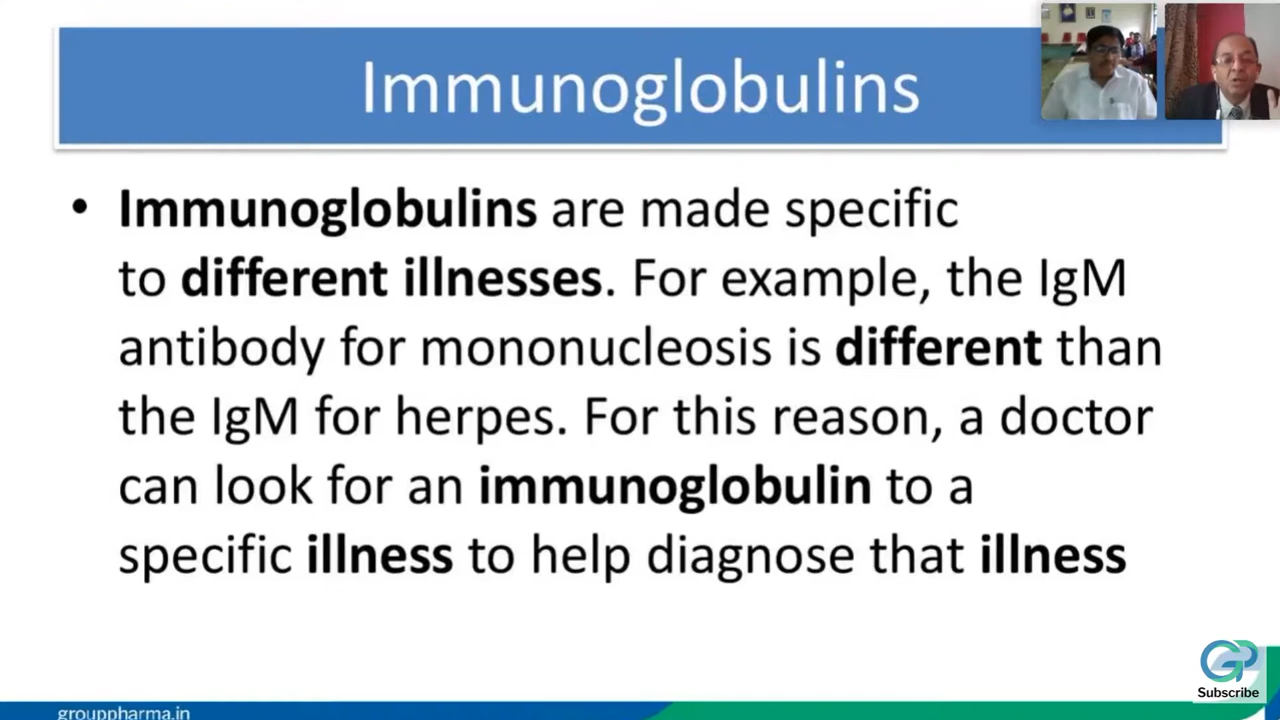 Immunoglobulins
• Immunoglobulins are made specific
to different illnesses. For example, the IgM
antibody for mononucleosis is different than
the IgM for herpes. For this reason, a doctor
can look for an immunoglobulin to a
specific illness to help diagnose that illness
GP
Subscribe
grouppharma.in